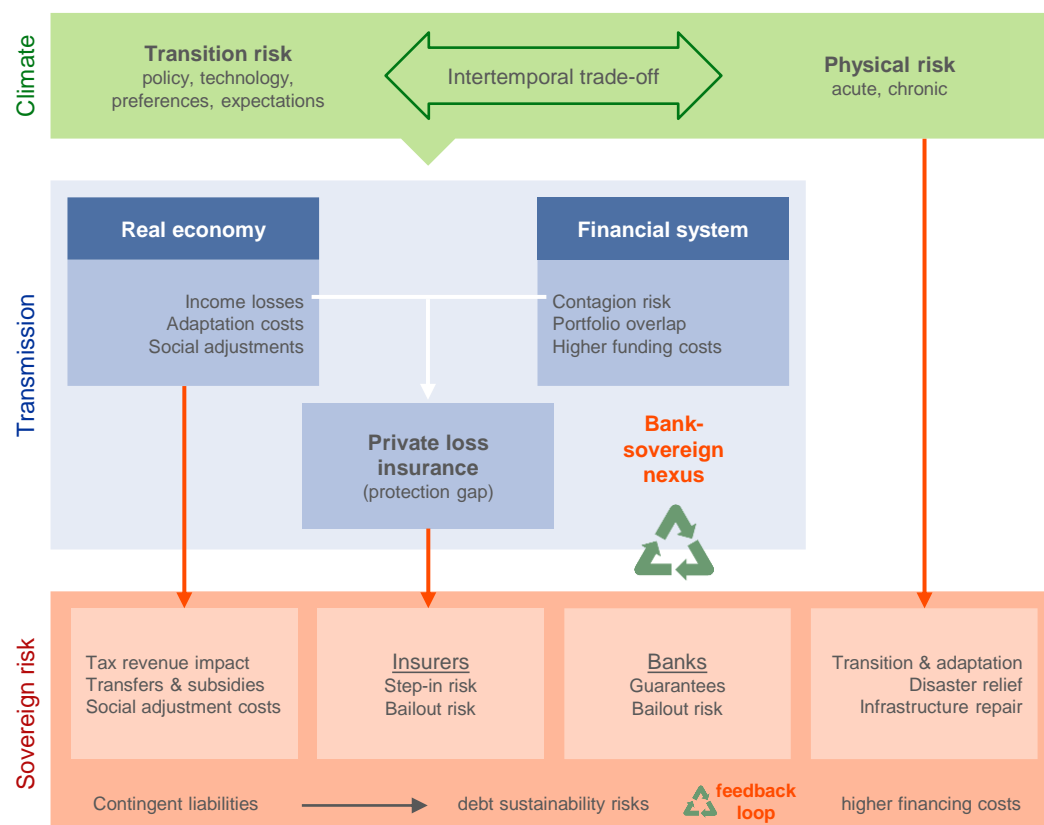 Climate
Transition risk
policy, technology,
preferences, expectations
Intertemporal trade-off
Physical risk
acute, chronic
Transmission
Real economy
Income losses
Adaptation costs
Social adjustments
Financial system
Contagion risk
Portfolio overlap
Higher funding costs
Private loss
insurance
(protection gap)
Bank-
sovereign
nexus
Sovereign risk
Tax revenue impact
Transfers & subsidies
Social adjustment costs
Insurers
Step-in risk
Bailout risk
Banks
Guarantees
Bailout risk
Transition & adaptation
Disaster relief
Infrastructure repair
Contingent liabilities
debt sustainability risks
feedback
loop
higher financing costs